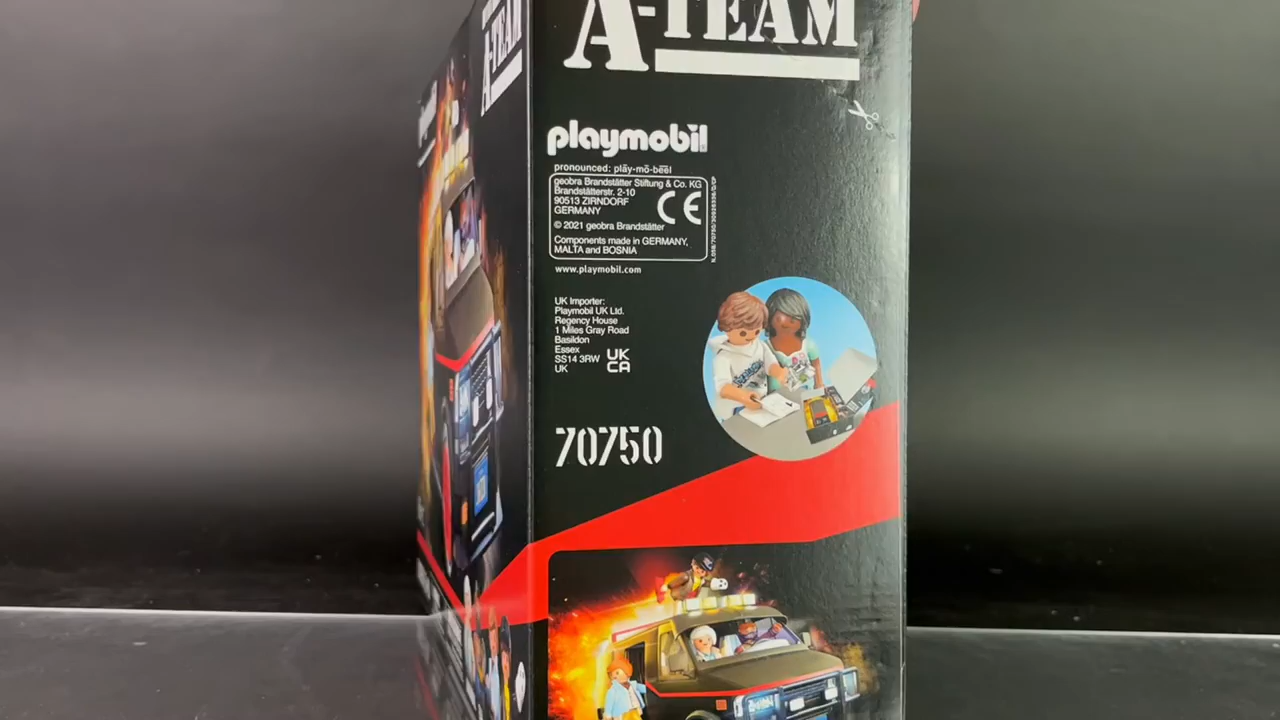 A-TEAM
A-TEAM
playmobil
pronounced: plāy-mō-bēēl
geobra Brandstätter Stiftung & Co. KG
Brandstätterstr. 2-10
90513 ZIRNDORF
GERMANY
CE
© 2021 geobra Brandstätter
Components made in GERMANY,
MALTA and BOSNIA
www.playmobil.com
UK Importer:
Playmobil UK Ltd.
Regency House
1 Miles Gray Road
Basildon
Essex
SS14 3RW
UK
UK
CA
70750